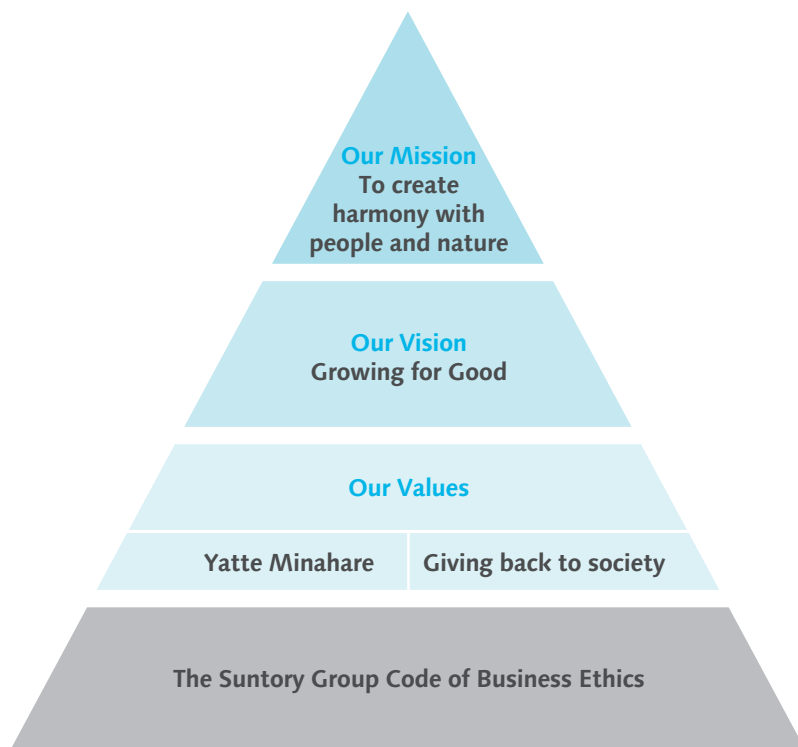 Our Mission
To create
harmony with
people and nature
Our Vision
Growing for Good
Our Values
Yatte Minahare
Giving back to society
The Suntory Group Code of Business Ethics